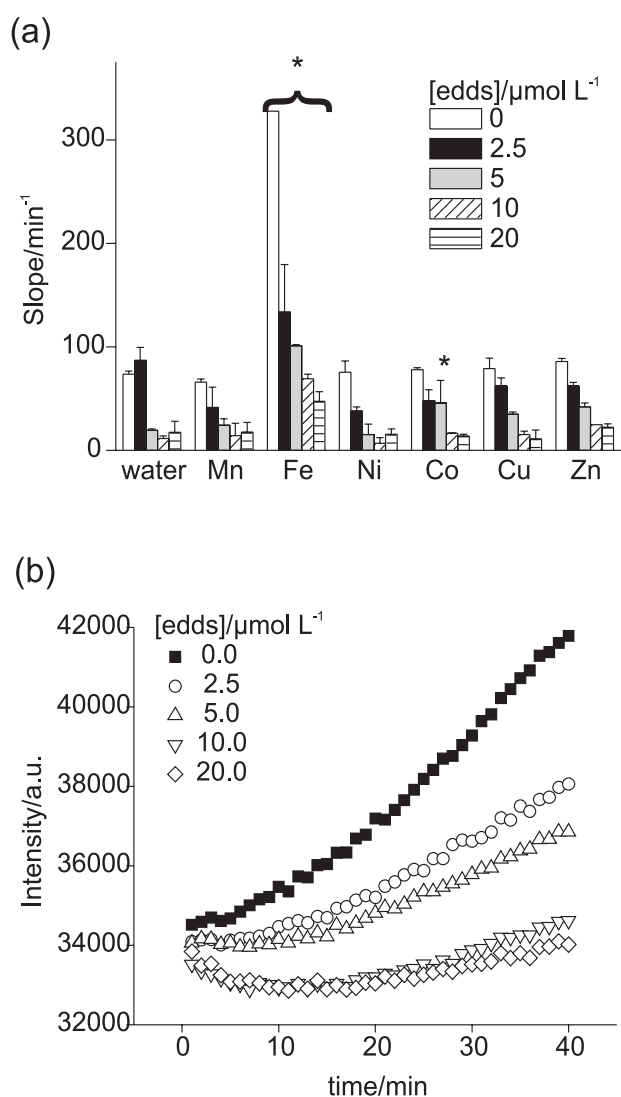 (a)
*
[edds]/µmol L⁻¹
0
2.5
5
10
20
300
200
100
0
Slope/min⁻¹
*
water Mn Fe Ni Co Cu Zn
(b)
[edds]/µmol L⁻¹
0.0
2.5
5.0
10.0
20.0
42000
40000
38000
36000
34000
32000
Intensity/a.u.
0 10 20 30 40
time/min